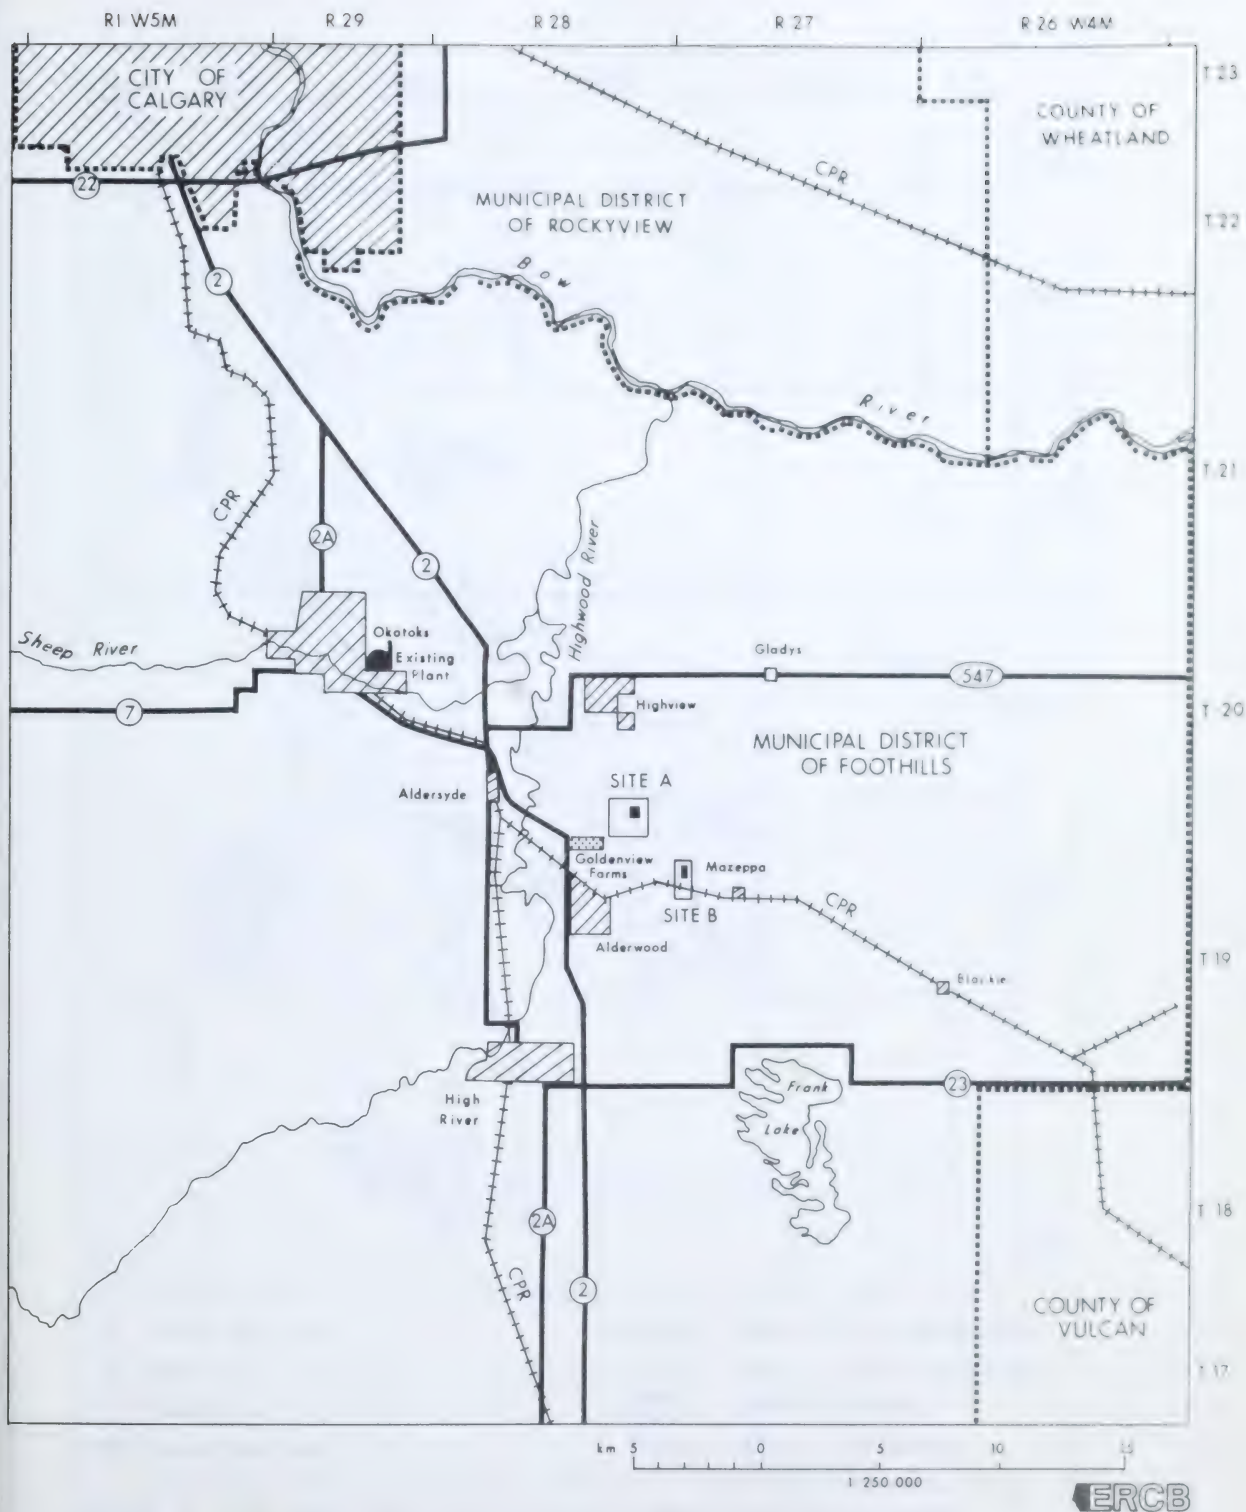 R1 W5M R 29 R 28 R 27 R 26 W4M
T 23
CITY OF
CALGARY
COUNTY OF
WHEATLAND
CPR
22
MUNICIPAL DISTRICT
OF ROCKYVIEW
T 22
2
Bow
River
T 21
CPR
2A
2
Highwood River
Sheep River
Okotoks
Existing
Plant
Gladys
547
7
Highview
T 20
MUNICIPAL DISTRICT
OF FOOTHILLS
SITE A
Aldersyde
Goldenview
Farms
Mazeppa
CPR
SITE B
Alderwood
T 19
Blackie
Frank
Lake
23
High
River
2A
T 18
CPR
2
COUNTY OF
VULCAN
T 17
km 5 0 5 10 15
1 250 000
ERCB